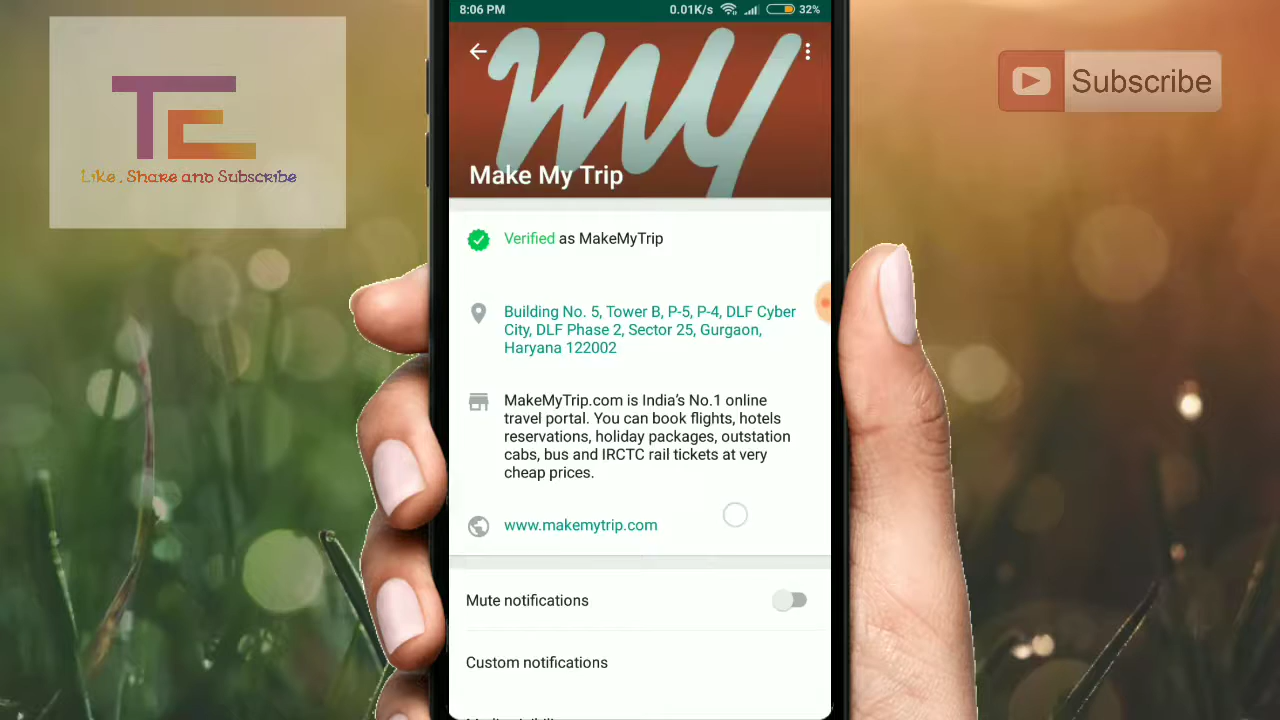 8:06 PM 0.01K/s 32%
my
Make My Trip
TE
Like . Share and Subscribe
Subscribe
Verified as MakeMyTrip
Building No. 5, Tower B, P-5, P-4, DLF Cyber
City, DLF Phase 2, Sector 25, Gurgaon,
Haryana 122002
MakeMyTrip.com is India's No.1 online
travel portal. You can book flights, hotels
reservations, holiday packages, outstation
cabs, bus and IRCTC rail tickets at very
cheap prices.
www.makemytrip.com
Mute notifications
Custom notifications